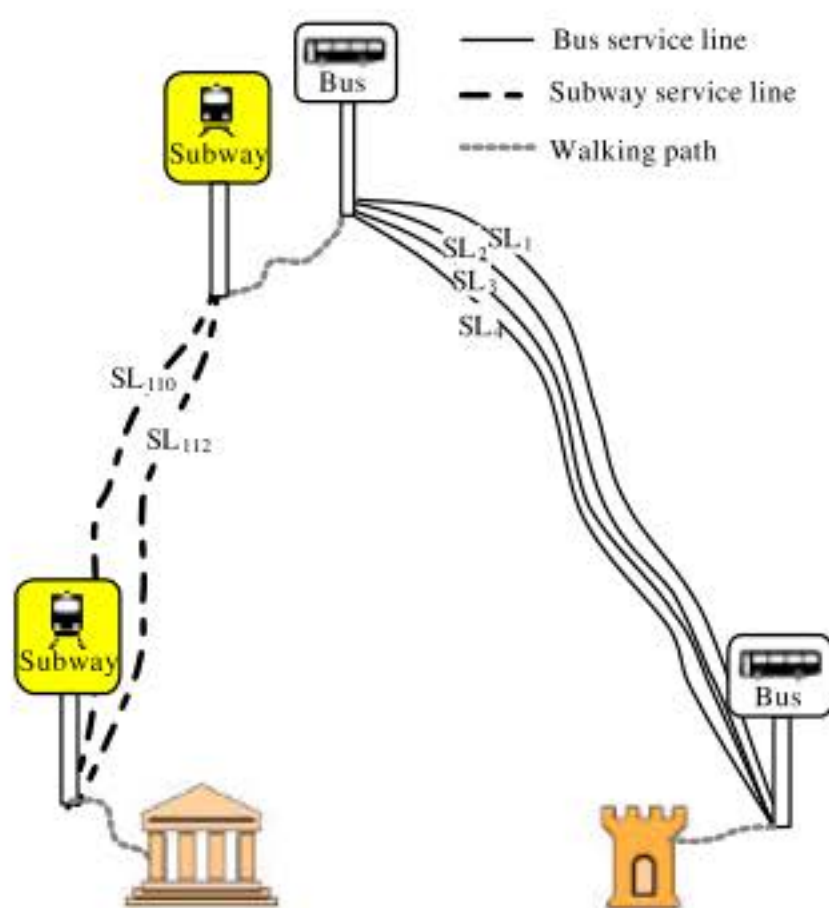 Bus service line
Subway service line
Walking path
Bus
Subway
SL1
SL2
SL3
SL4
SL110
SL112
Subway
Bus